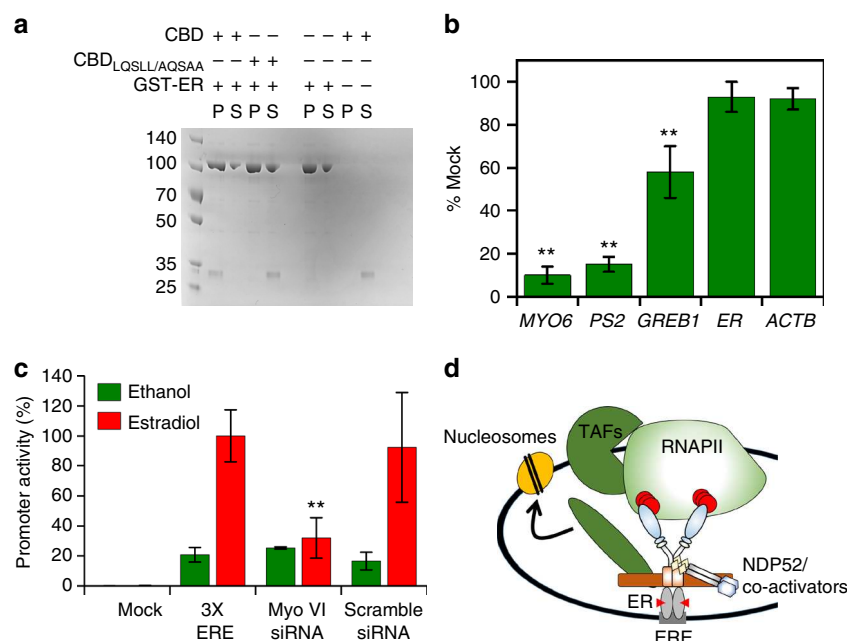 a
CBD + + – – – – + +
CBD LQSLL/AQSAA – – + + – – – –
GST-ER + + + + + + – –
P S P S P S P S
140
100
70
50
35
25
b
% Mock
100
80
60
40
20
0
** ** **
MYO6 PS2 GREB1 ER ACTB
c
Promoter activity (%)
140
120
100
80
60
40
20
0
Ethanol
Estradiol
**
Mock
3X
ERE
Myo VI
siRNA
Scramble
siRNA
d
Nucleosomes
TAFs
RNAPII
NDP52/
co-activators
ER
ERE